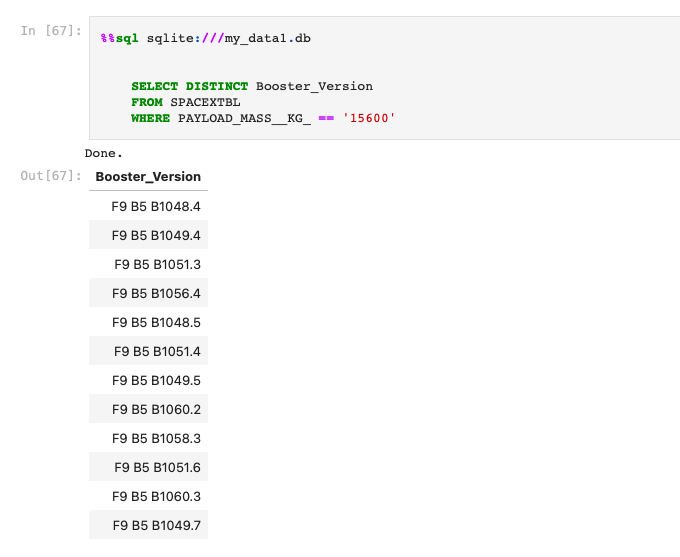 In [67]:
%%sql sqlite:///my_data1.db
SELECT DISTINCT Booster_Version
FROM SPACEXTBL
WHERE PAYLOAD_MASS__KG_ == '15600'
Done.
Out[67]:
Booster_Version
F9 B5 B1048.4
F9 B5 B1049.4
F9 B5 B1051.3
F9 B5 B1056.4
F9 B5 B1048.5
F9 B5 B1051.4
F9 B5 B1049.5
F9 B5 B1060.2
F9 B5 B1058.3
F9 B5 B1051.6
F9 B5 B1060.3
F9 B5 B1049.7